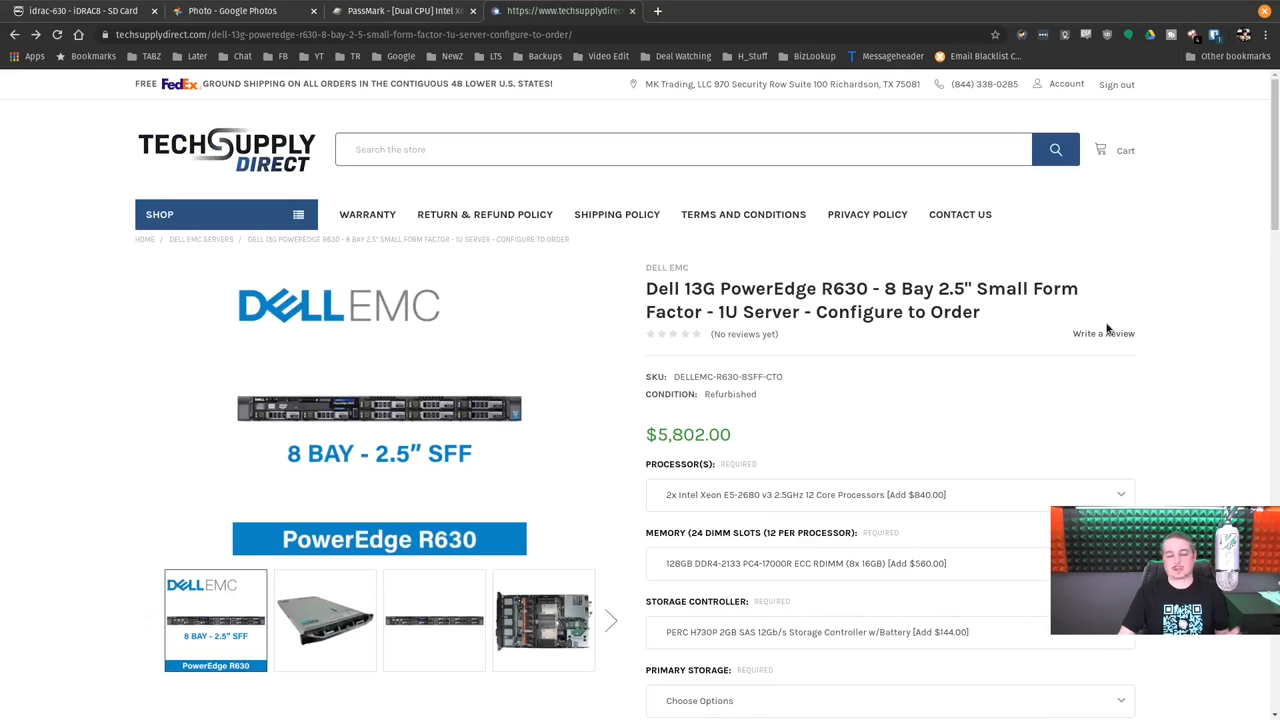 idrac-630 - iDRAC8 - SD Card
Photo - Google Photos
PassMark - [Dual CPU] Intel X
https://www.techsupplydirect
techsupplydirect.com/dell-13g-poweredge-r630-8-bay-2-5-small-form-factor-1u-server-configure-to-order/
Apps Bookmarks TABZ Later Chat FB YT TR Google NewZ LTS Backups Video Edit Deal Watching H_Stuff BizLookup Messageheader Email Blacklist C... Other bookmarks
FREE FedEx. GROUND SHIPPING ON ALL ORDERS IN THE CONTIGUOUS 48 LOWER U.S. STATES!
MK Trading, LLC 970 Security Row Suite 100 Richardson, TX 75081 (844) 338-0285 Account Sign out
TECHSUPPLY
DIRECT
Search the store
Cart
SHOP
WARRANTY RETURN & REFUND POLICY SHIPPING POLICY TERMS AND CONDITIONS PRIVACY POLICY CONTACT US
HOME / DELL EMC SERVERS / DELL 13G POWEREDGE R630 - 8 BAY 2.5" SMALL FORM FACTOR - 1U SERVER - CONFIGURE TO ORDER
DELLEMC
8 BAY - 2.5″ SFF
PowerEdge R630
DELLEMC
8 BAY - 2.5″ SFF
PowerEdge R630
DELL EMC
Dell 13G PowerEdge R630 - 8 Bay 2.5" Small Form
Factor - 1U Server - Configure to Order
(No reviews yet)
Write a Review
SKU: DELLEMC-R630-8SFF-CTO
CONDITION: Refurbished
$5,802.00
PROCESSOR(S): REQUIRED
2x Intel Xeon E5-2680 v3 2.5GHz 12 Core Processors [Add $840.00]
MEMORY (24 DIMM SLOTS (12 PER PROCESSOR): REQUIRED
128GB DDR4-2133 PC4-17000R ECC RDIMM (8x 16GB) [Add $560.00]
STORAGE CONTROLLER: REQUIRED
PERC H730P 2GB SAS 12Gb/s Storage Controller w/Battery [Add $144.00]
PRIMARY STORAGE: REQUIRED
Choose Options